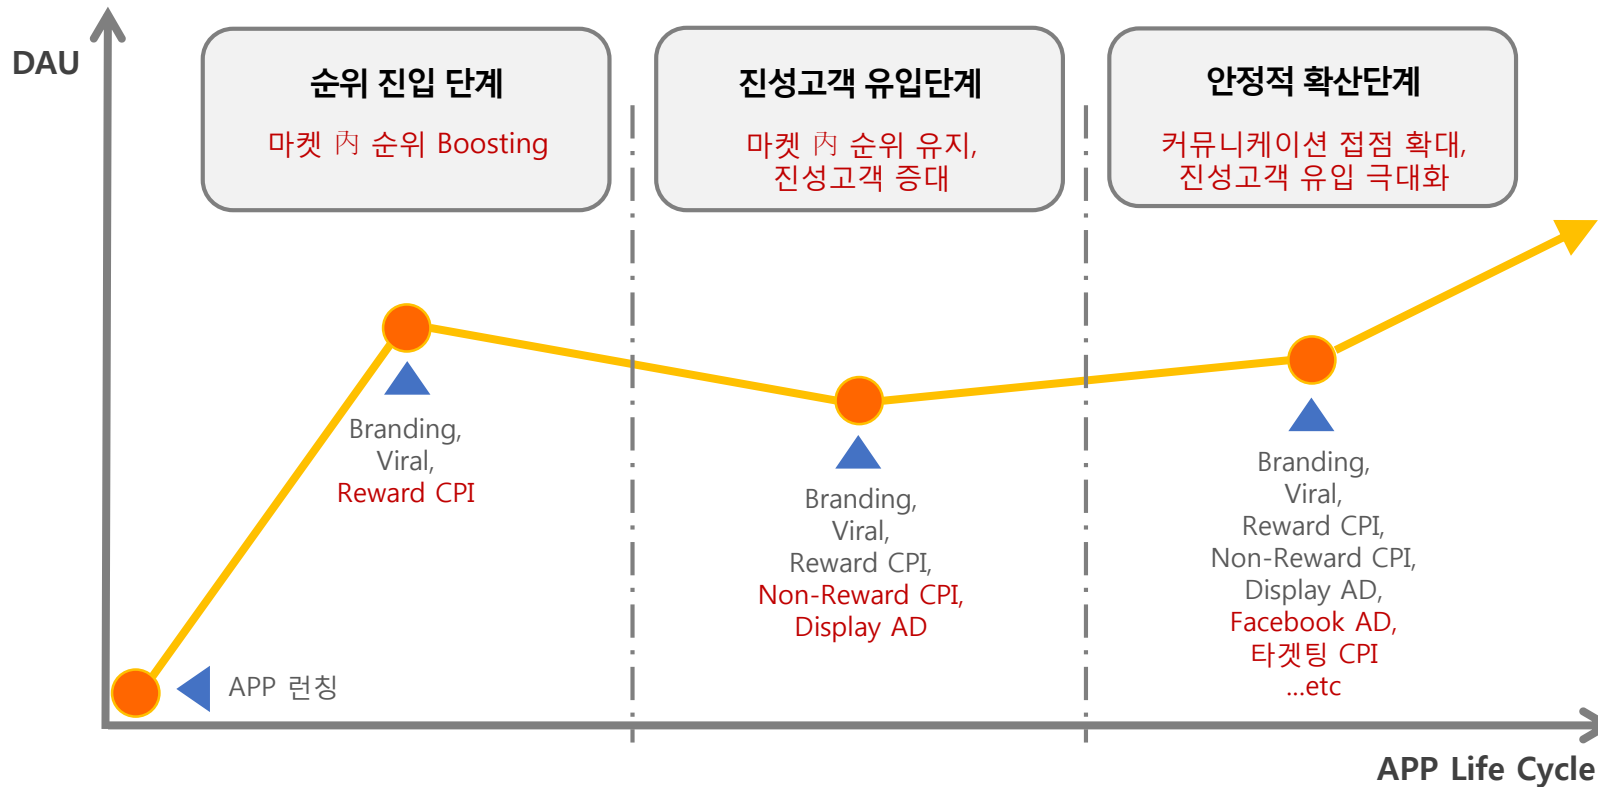 DAU
순위 진입 단계
마켓 內 순위 Boosting
진성고객 유입단계
마켓 內 순위 유지,
진성고객 증대
안정적 확산단계
커뮤니케이션 접점 확대,
진성고객 유입 극대화
Branding,
Viral,
Reward CPI
Branding,
Viral,
Reward CPI,
Non-Reward CPI,
Display AD
Branding,
Viral,
Reward CPI,
Non-Reward CPI,
Display AD,
Facebook AD,
타겟팅 CPI
...etc
APP 런칭
APP Life Cycle